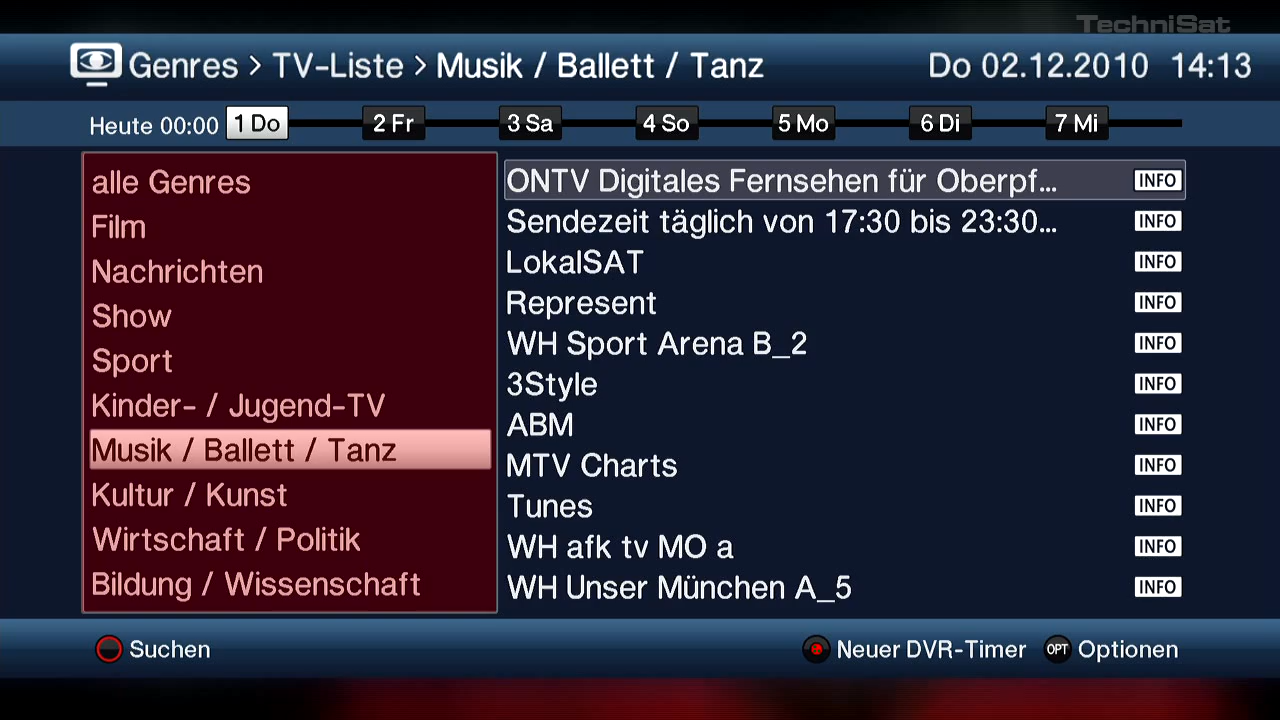 TechniSat
Genres > TV-Liste > Musik / Ballett / Tanz Do 02.12.2010 14:13
Heute 00:00 1 Do 2 Fr 3 Sa 4 So 5 Mo 6 Di 7 Mi
alle Genres
Film
Nachrichten
Show
Sport
Kinder- / Jugend-TV
Musik / Ballett / Tanz
Kultur / Kunst
Wirtschaft / Politik
Bildung / Wissenschaft
ONTV Digitales Fernsehen für Oberpf... INFO
Sendezeit täglich von 17:30 bis 23:30... INFO
LokalSAT INFO
Represent INFO
WH Sport Arena B_2 INFO
3Style INFO
ABM INFO
MTV Charts INFO
Tunes INFO
WH afk tv MO a INFO
WH Unser München A_5 INFO
Suchen Neuer DVR-Timer OPT Optionen